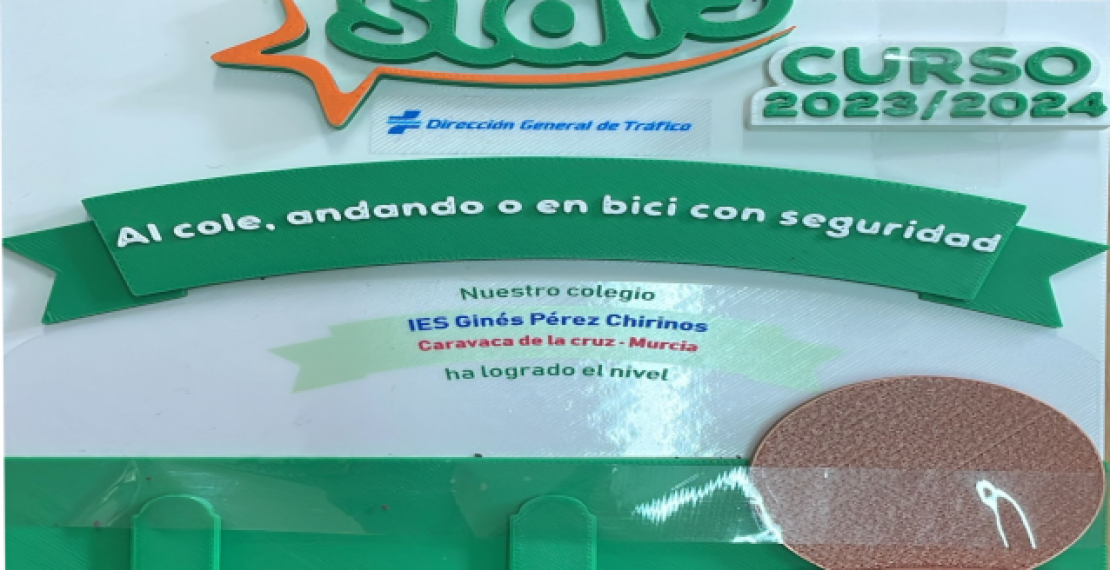 CURSO
2023/2024
Dirección General de Tráfico
Al cole, andando o en bici con seguridad
Nuestro colegio
IES Ginés Pérez Chirinos
Caravaca de la cruz - Murcia
ha logrado el nivel